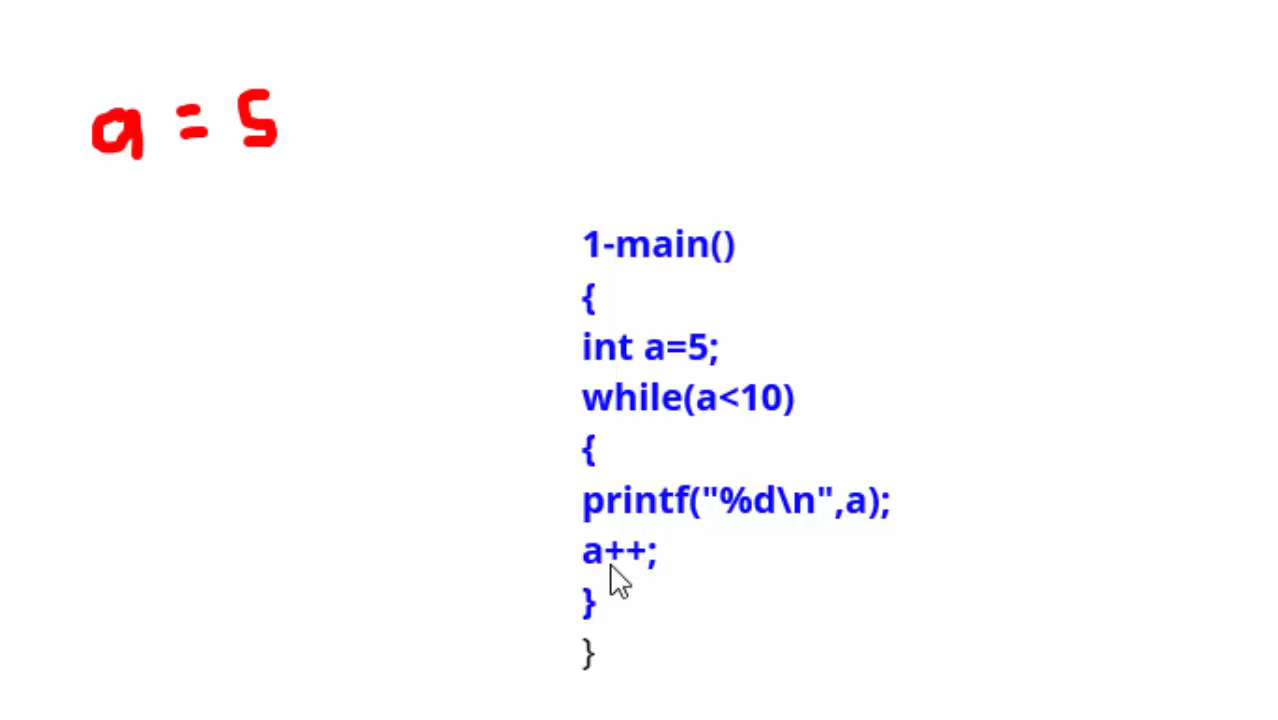 a = 5
1-main()
{
int a=5;
while(a<10)
{
printf("%d\n",a);
a++;
}
}